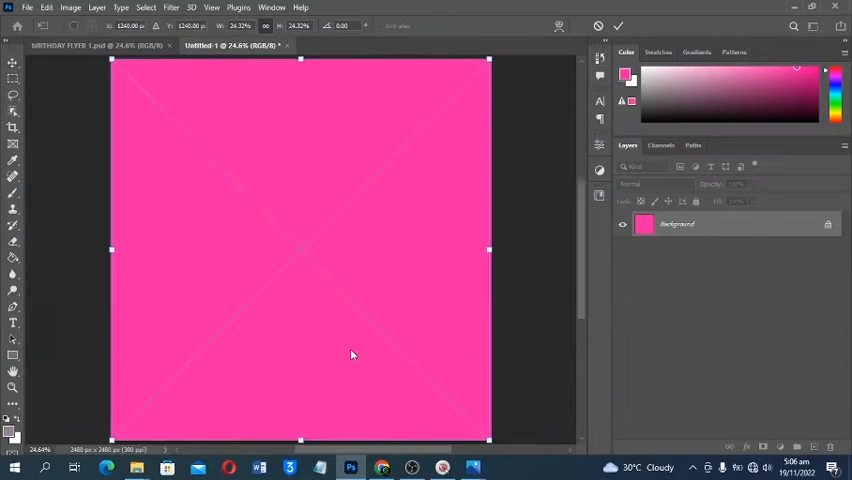 Ps File Edit Image Layer Type Select Filter 3D View Plugins Window Help
X: 1240.00 px Y: 1240.00 px W: 24.32% H: 24.32% 0.00 ° Anti-alias
bIRTHDAY FLYER 1.psd @ 24.6% (RGB/8) × Untitled-1 @ 24.6% (RGB/8) * ×
Color Swatches Gradients Patterns
Layers Channels Paths
Kind
Normal Opacity: 100%
Lock: Fill: 100%
Background
24.64% 2480 px x 2480 px (300 ppi)
30°C Cloudy
5:06 am
19/11/2022